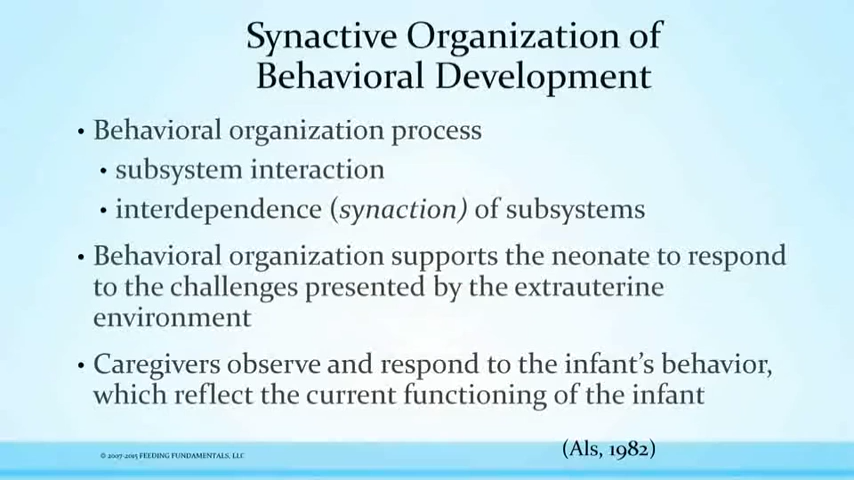 Synactive Organization of
Behavioral Development
• Behavioral organization process
• subsystem interaction
• interdependence (synaction) of subsystems
• Behavioral organization supports the neonate to respond
to the challenges presented by the extrauterine
environment
• Caregivers observe and respond to the infant's behavior,
which reflect the current functioning of the infant
(Als, 1982)
© 2007-2015 FEEDING FUNDAMENTALS, LLC